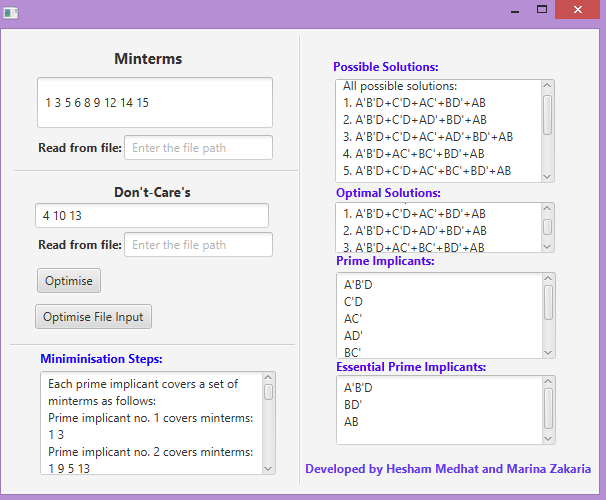 Minterms
1 3 5 6 8 9 12 14 15
Read from file: Enter the file path
Don't-Care's
4 10 13
Read from file: Enter the file path
Optimise
Optimise File Input
Miniminisation Steps:
Each prime implicant covers a set of
minterms as follows:
Prime implicant no. 1 covers minterms:
1 3
Prime implicant no. 2 covers minterms:
1 9 5 13
Possible Solutions:
All possible solutions:
1. A'B'D+C'D+AC'+BD'+AB
2. A'B'D+C'D+AD'+BD'+AB
3. A'B'D+C'D+AC'+AD'+BD'+AB
4. A'B'D+AC'+BC'+BD'+AB
5. A'B'D+C'D+AC'+BC'+BD'+AB
Optimal Solutions:
1. A'B'D+C'D+AC'+BD'+AB
2. A'B'D+C'D+AD'+BD'+AB
3. A'B'D+AC'+BC'+BD'+AB
Prime Implicants:
A'B'D
C'D
AC'
AD'
BC'
Essential Prime Implicants:
A'B'D
BD'
AB
Developed by Hesham Medhat and Marina Zakaria